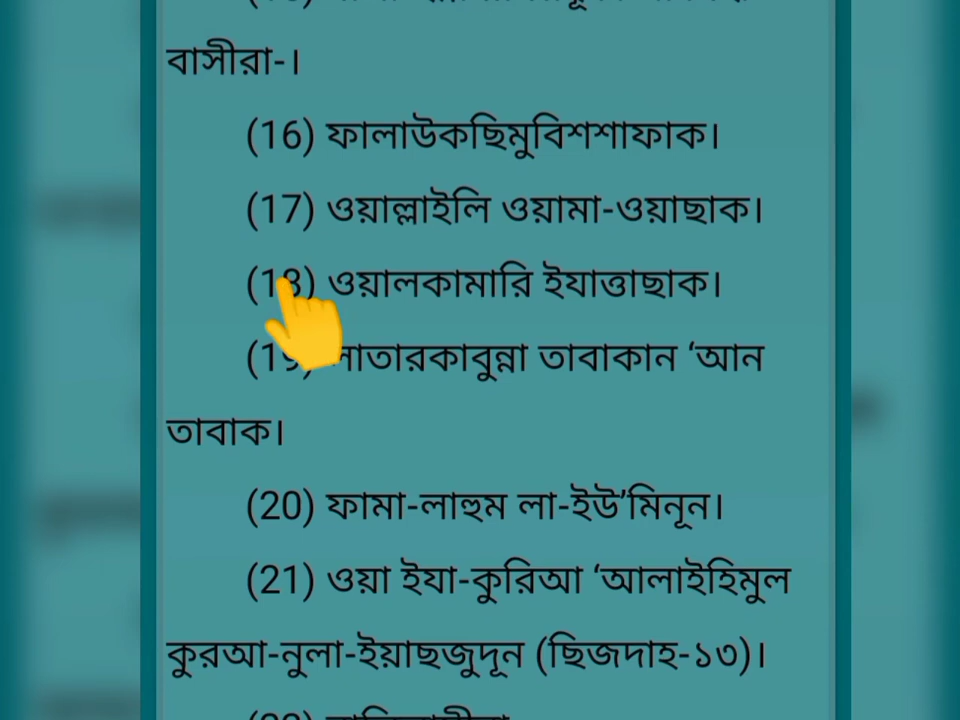 বাসীরা-।
(16) ফালাউকছিমুবিশশাফাক।
(17) ওয়াল্লাইলি ওয়ামা-ওয়াছাক।
(18) ওয়ালকামারি ইযাত্তাছাক।
(19) লাতারকাবুন্না তাবাকান ‘আন
তাবাক।
(20) ফামা-লাহুম লা-ইউ’মিনূন।
(21) ওয়া ইযা-কুরিআ ‘আলাইহিমুল
কুরআ-নুলা-ইয়াছজুদূন (ছিজদাহ-১৩)।